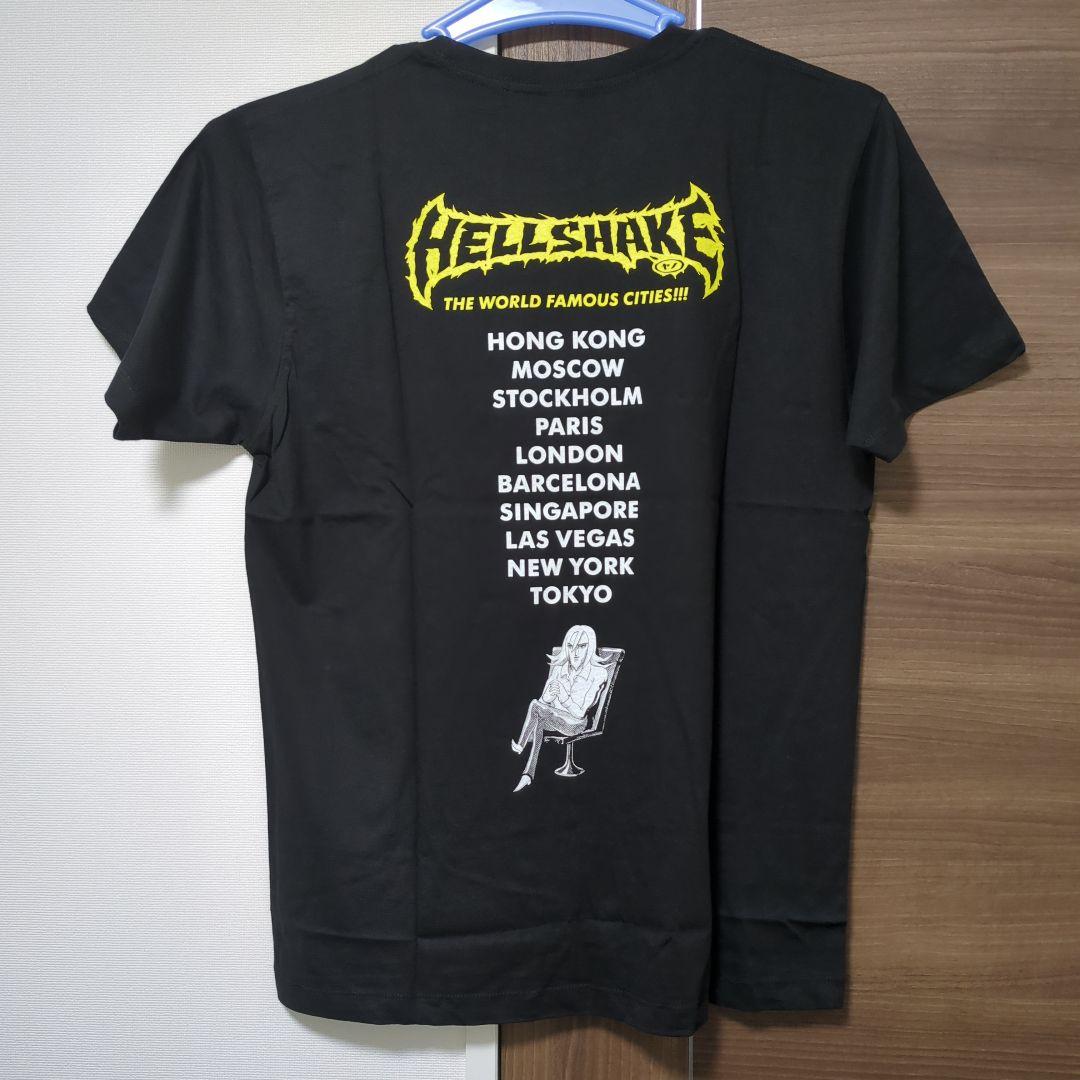 HELLSHAKE
THE WORLD FAMOUS CITIES!!!
HONG KONG
MOSCOW
STOCKHOLM
PARIS
LONDON
BARCELONA
SINGAPORE
LAS VEGAS
NEW YORK
TOKYO